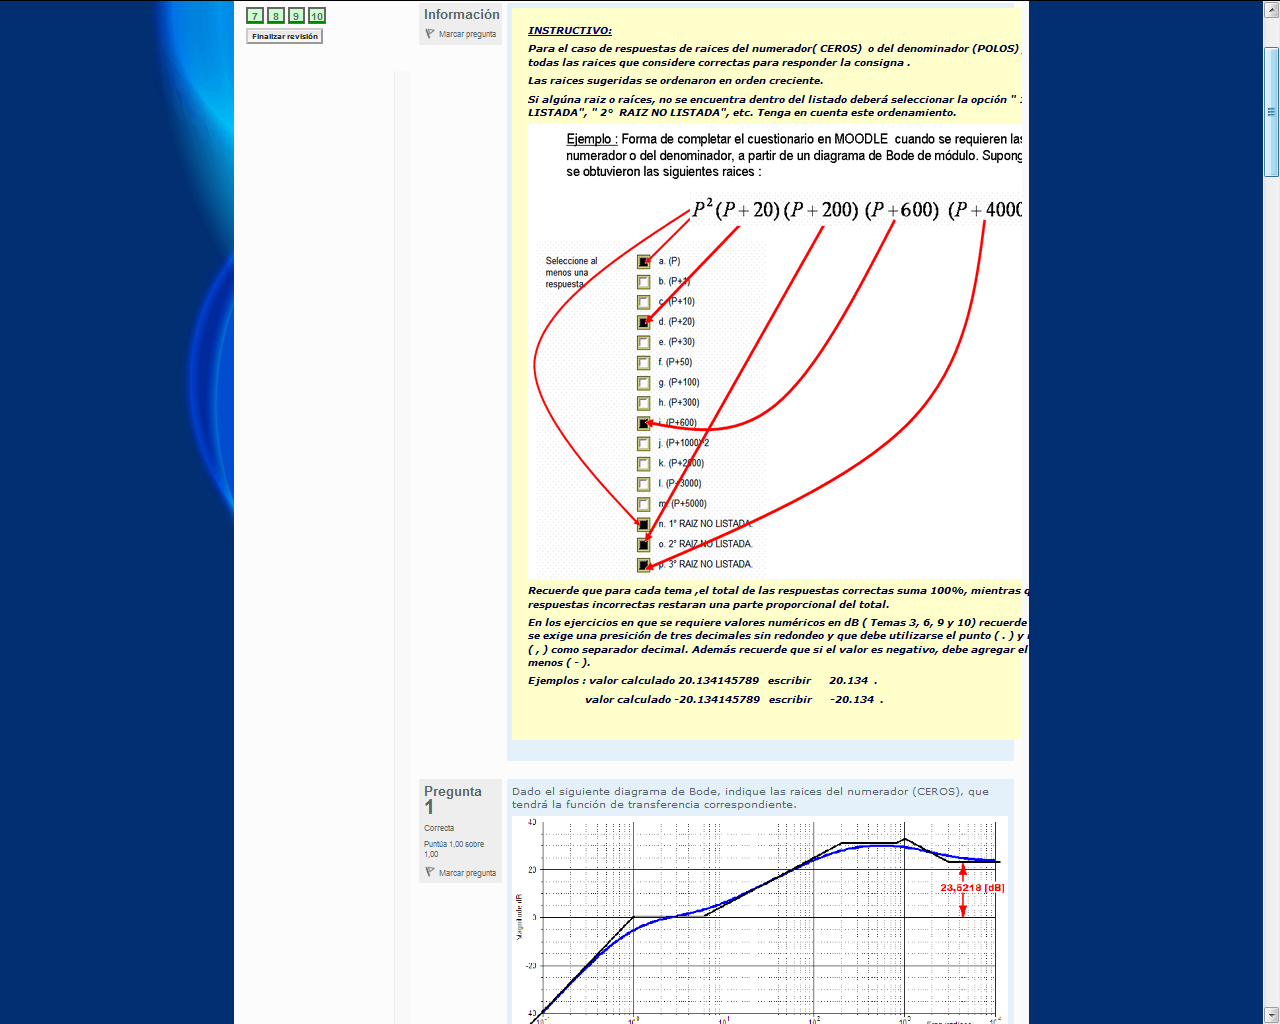 7 8 9 10
Finalizar revisión
Información
Marcar pregunta
INSTRUCTIVO:
Para el caso de respuestas de raices del numerador( CEROS)  o del denominador (POLOS)
todas las raices que considere correctas para responder la consigna .
Las raices sugeridas se ordenaron en orden creciente.
Si algúna raiz o raíces, no se encuentra dentro del listado deberá seleccionar la opción "
LISTADA", " 2°  RAIZ NO LISTADA", etc. Tenga en cuenta este ordenamiento.
Ejemplo : Forma de completar el cuestionario en MOODLE  cuando se requieren las
numerador o del denominador, a partir de un diagrama de Bode de módulo. Supong
se obtuvieron las siguientes raices :
P²(P+20)(P+200) (P+600)  (P+4000
Seleccione al
menos una
respuesta.
a. (P)
b. (P+1)
c. (P+10)
d. (P+20)
e. (P+30)
f. (P+50)
g. (P+100)
h. (P+300)
i. (P+600)
j. (P+1000)^2
k. (P+2000)
l. (P+3000)
m. (P+5000)
n. 1° RAIZ NO LISTADA.
o. 2° RAIZ NO LISTADA.
p. 3° RAIZ NO LISTADA.
Recuerde que para cada tema ,el total de las respuestas correctas suma 100%, mientras q
respuestas incorrectas restaran una parte proporcional del total.
En los ejercicios en que se requiere valores numéricos en dB ( Temas 3, 6, 9 y 10) recuerde
se exige una presición de tres decimales sin redondeo y que debe utilizarse el punto ( . ) y
( , ) como separador decimal. Además recuerde que si el valor es negativo, debe agregar el
menos ( - ).
Ejemplos : valor calculado 20.134145789   escribir      20.134  .
valor calculado -20.134145789   escribir      -20.134  .
Pregunta
1
Correcta
Puntúa 1,00 sobre
1,00
Marcar pregunta
Dado el siguiente diagrama de Bode, indique las raices del numerador (CEROS), que
tendrá la función de transferencia correspondiente.
40
20
0
-20
Magnitude dB
23,5218 [dB]